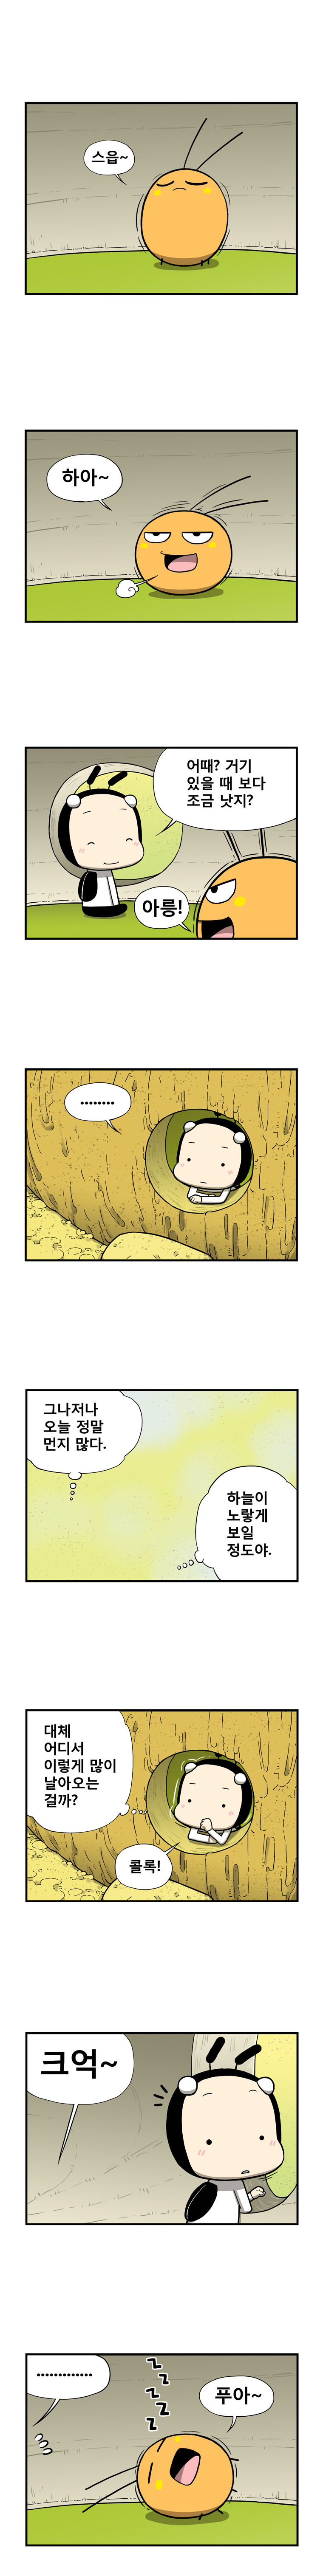 스읍~
하아~
어때? 거기
있을 때 보다
조금 낫지?
아릉!
........
그나저나
오늘 정말
먼지 많다.
하늘이
노랗게
보일
정도야.
대체
어디서
이렇게 많이
날아오는
걸까?
콜록!
크억~
.............
z
z
z
z
z
푸아~